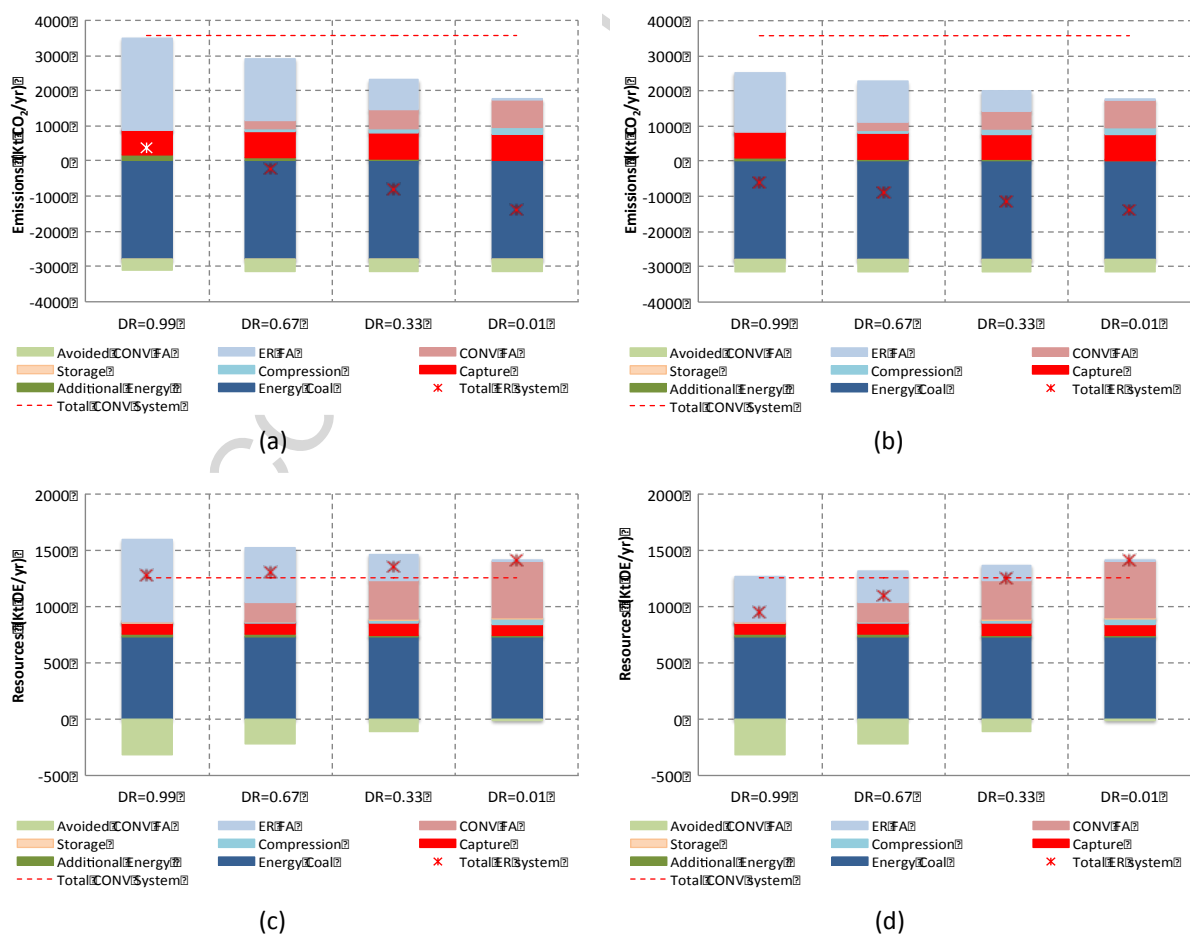 4000⍰
3000⍰
2000⍰
1000⍰
0⍰
-1000⍰
-2000⍰
-3000⍰
-4000⍰
Emissions⍰(Kt⍰CO₂/yr)⍰
DR=0.99⍰ DR=0.67⍰ DR=0.33⍰ DR=0.01⍰
Avoided⍰CONV⍰FA⍰ ER⍰FA⍰ CONV⍰FA⍰
Storage⍰ Compression⍰ Capture⍰
Additional⍰Energy⍰ Energy⍰Coal⍰ Total⍰ER⍰system⍰
Total⍰CONV⍰System⍰
(a)
4000⍰
3000⍰
2000⍰
1000⍰
0⍰
-1000⍰
-2000⍰
-3000⍰
-4000⍰
Emissions⍰(Kt⍰CO₂/yr)⍰
DR=0.99⍰ DR=0.67⍰ DR=0.33⍰ DR=0.01⍰
Avoided⍰CONV⍰FA⍰ ER⍰FA⍰ CONV⍰FA⍰
Storage⍰ Compression⍰ Capture⍰
Additional⍰Energy⍰ Energy⍰Coal⍰ Total⍰ER⍰system⍰
Total⍰CONV⍰System⍰
(b)
2000⍰
1500⍰
1000⍰
500⍰
0⍰
-500⍰
Resources⍰(Kt⍰OE/yr)⍰
DR=0.99⍰ DR=0.67⍰ DR=0.33⍰ DR=0.01⍰
Avoided⍰CONV⍰FA⍰ ER⍰FA⍰ CONV⍰FA⍰
Storage⍰ Compression⍰ Capture⍰
Additional⍰Energy⍰ Energy⍰Coal⍰ Total⍰ER⍰system⍰
Total⍰CONV⍰system⍰
(c)
2000⍰
1500⍰
1000⍰
500⍰
0⍰
-500⍰
Resources⍰(Kt⍰OE/yr)⍰
DR=0.99⍰ DR=0.67⍰ DR=0.33⍰ DR=0.01⍰
Avoided⍰CONV⍰FA⍰ ER⍰FA⍰ CONV⍰FA⍰
Storage⍰ Compression⍰ Capture⍰
Additional⍰Energy⍰ Energy⍰Coal⍰ Total⍰ER⍰system⍰
Total⍰CONV⍰system⍰
(d)